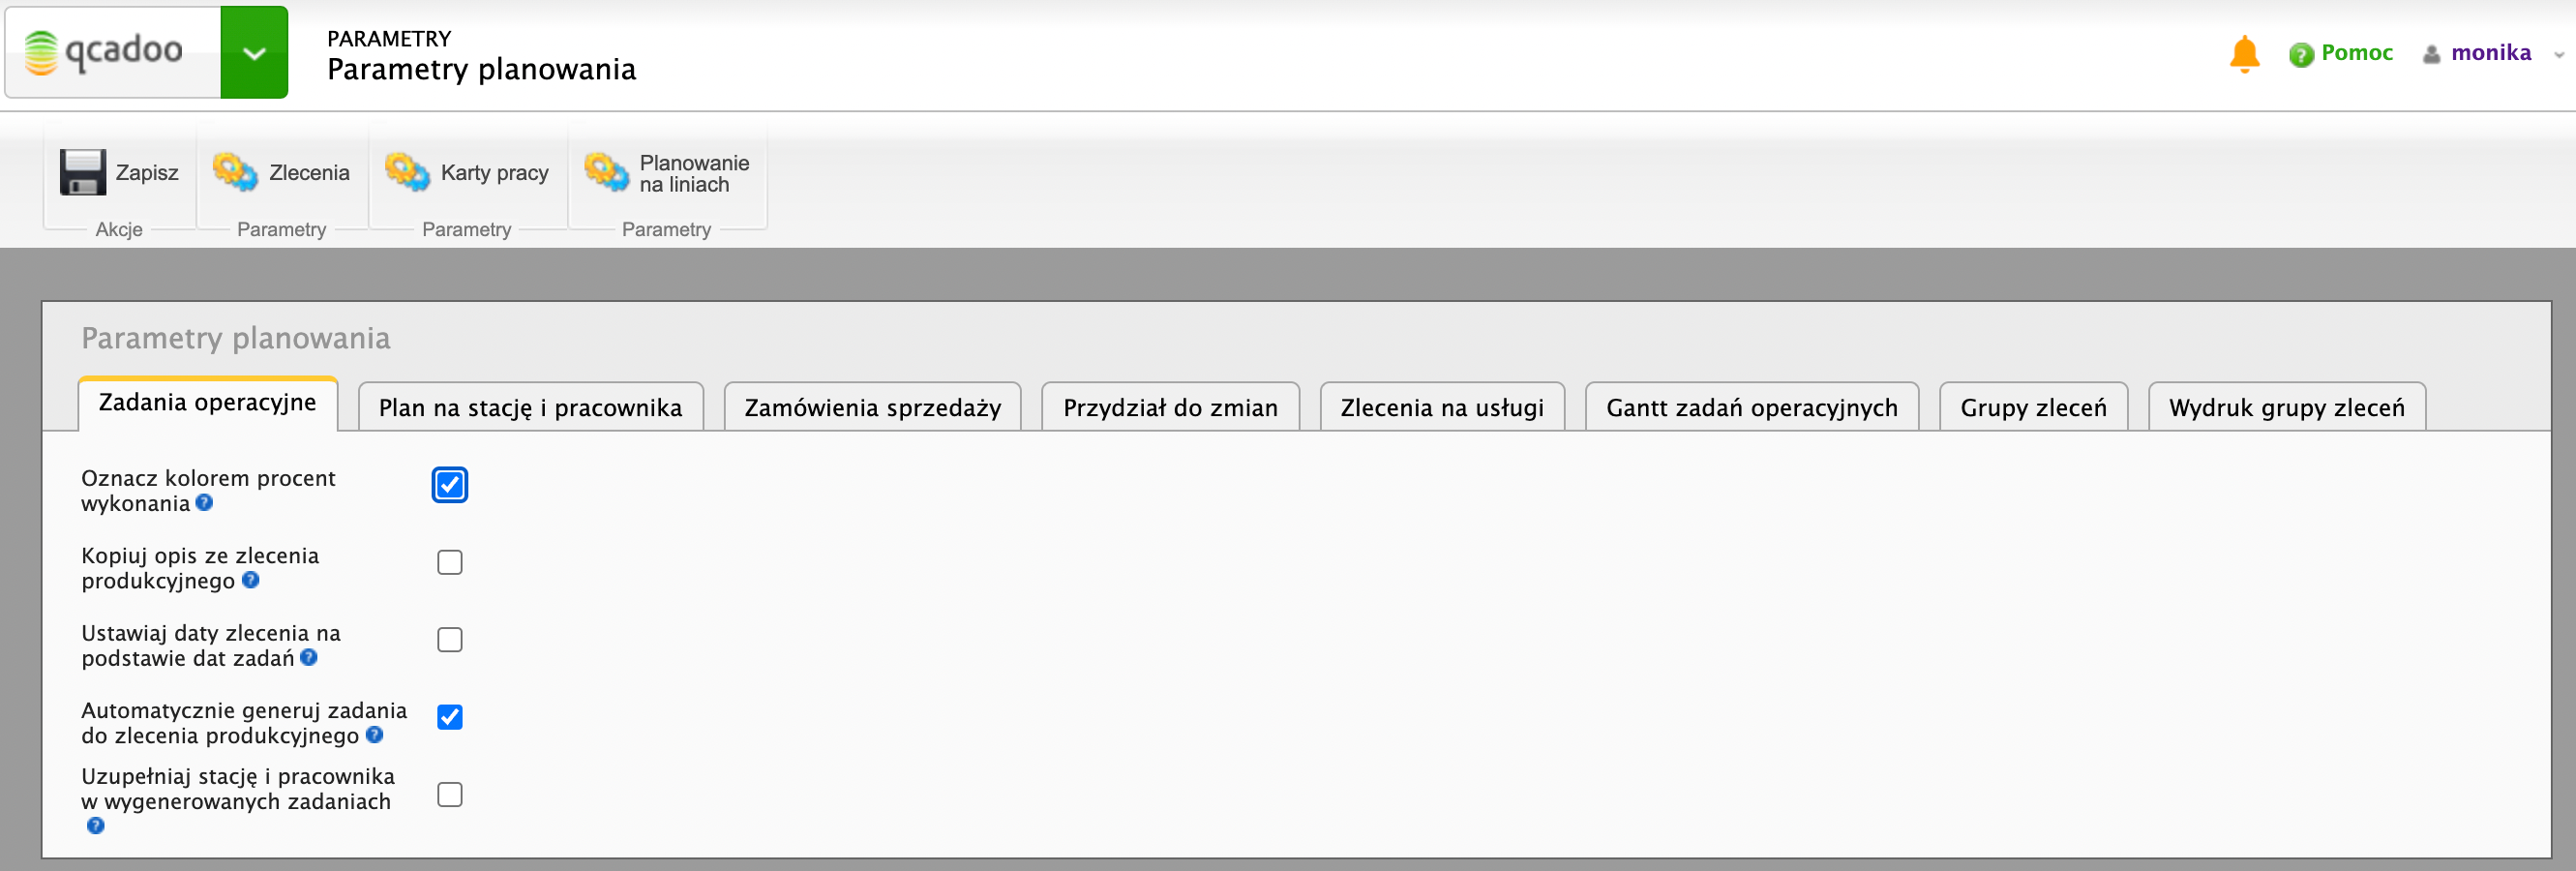 qcadoo
PARAMETRY
Parametry planowania
Pomoc
monika
Zapisz
Zlecenia
Karty pracy
Planowanie
na liniach
Akcje
Parametry
Parametry
Parametry
Parametry planowania
Zadania operacyjne
Plan na stację i pracownika
Zamówienia sprzedaży
Przydział do zmian
Zlecenia na usługi
Gantt zadań operacyjnych
Grupy zleceń
Wydruk grupy zleceń
Oznacz kolorem procent
wykonania ?
Kopiuj opis ze zlecenia
produkcyjnego ?
Ustawiaj daty zlecenia na
podstawie dat zadań ?
Automatycznie generuj zadania
do zlecenia produkcyjnego ?
Uzupełniaj stację i pracownika
w wygenerowanych zadaniach
?